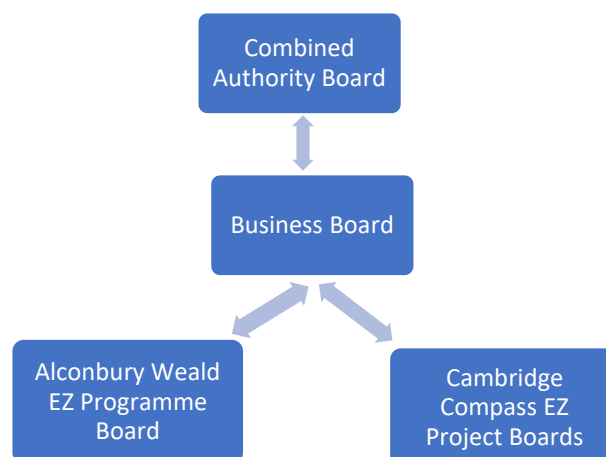 Combined
Authority Board
Business Board
Alconbury Weald
EZ Programme
Board
Cambridge
Compass EZ
Project Boards